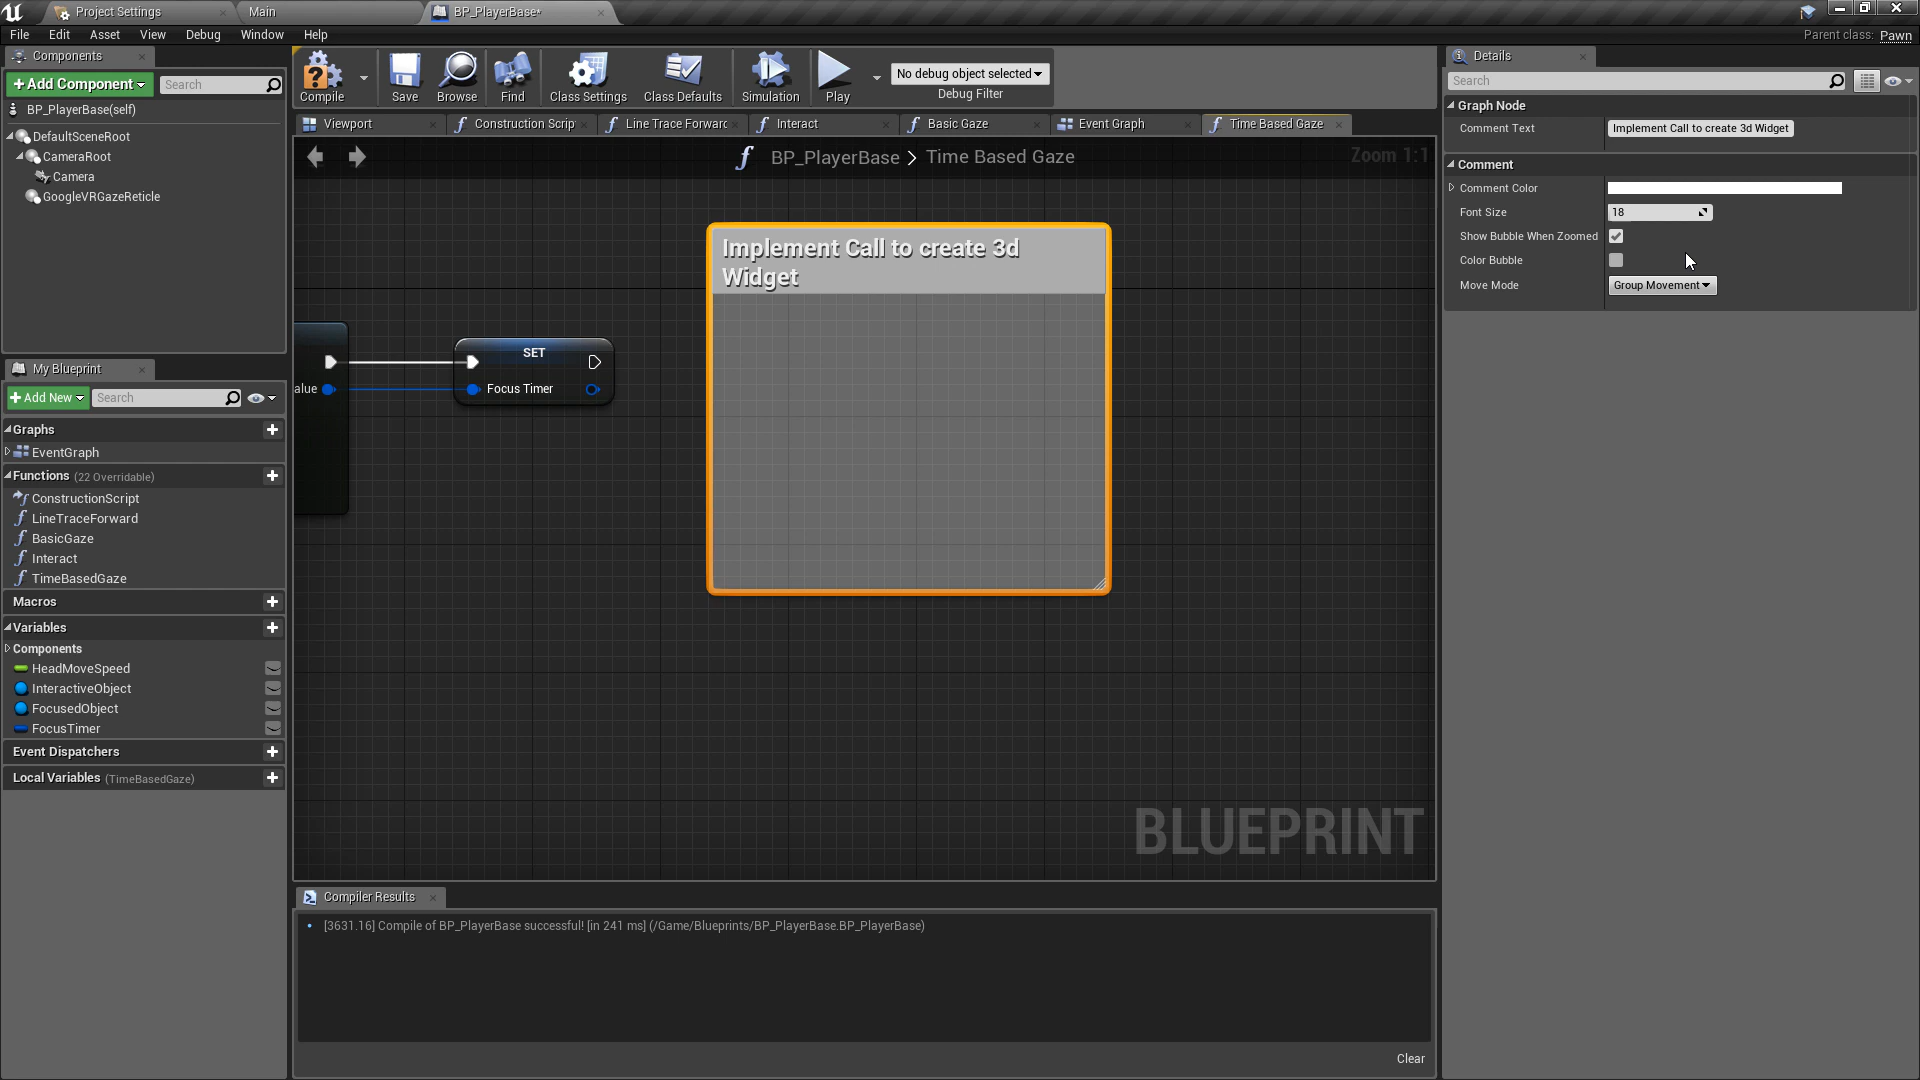 Project Settings
Main
BP_PlayerBase*
File Edit Asset View Debug Window Help
Parent class: Pawn
Components
+Add Component
Search
BP_PlayerBase(self)
DefaultSceneRoot
CameraRoot
Camera
GoogleVRGazeReticle
Compile
Save
Browse
Find
Class Settings
Class Defaults
Simulation
Play
No debug object selected
Debug Filter
Viewport
Construction Scrip
Line Trace Forward
Interact
Basic Gaze
Event Graph
Time Based Gaze
BP_PlayerBase > Time Based Gaze
Zoom 1:1
Implement Call to create 3d
Widget
SET
alue
Focus Timer
BLUEPRINT
My Blueprint
+Add New
Search
Graphs
EventGraph
Functions (22 Overridable)
ConstructionScript
LineTraceForward
BasicGaze
Interact
TimeBasedGaze
Macros
Variables
Components
HeadMoveSpeed
InteractiveObject
FocusedObject
FocusTimer
Event Dispatchers
Local Variables (TimeBasedGaze)
Compiler Results
[3631.16] Compile of BP_PlayerBase successful! [in 241 ms] (/Game/Blueprints/BP_PlayerBase.BP_PlayerBase)
Clear
Details
Search
Graph Node
Comment Text Implement Call to create 3d Widget
Comment
Comment Color
Font Size 18
Show Bubble When Zoomed
Color Bubble
Move Mode Group Movement